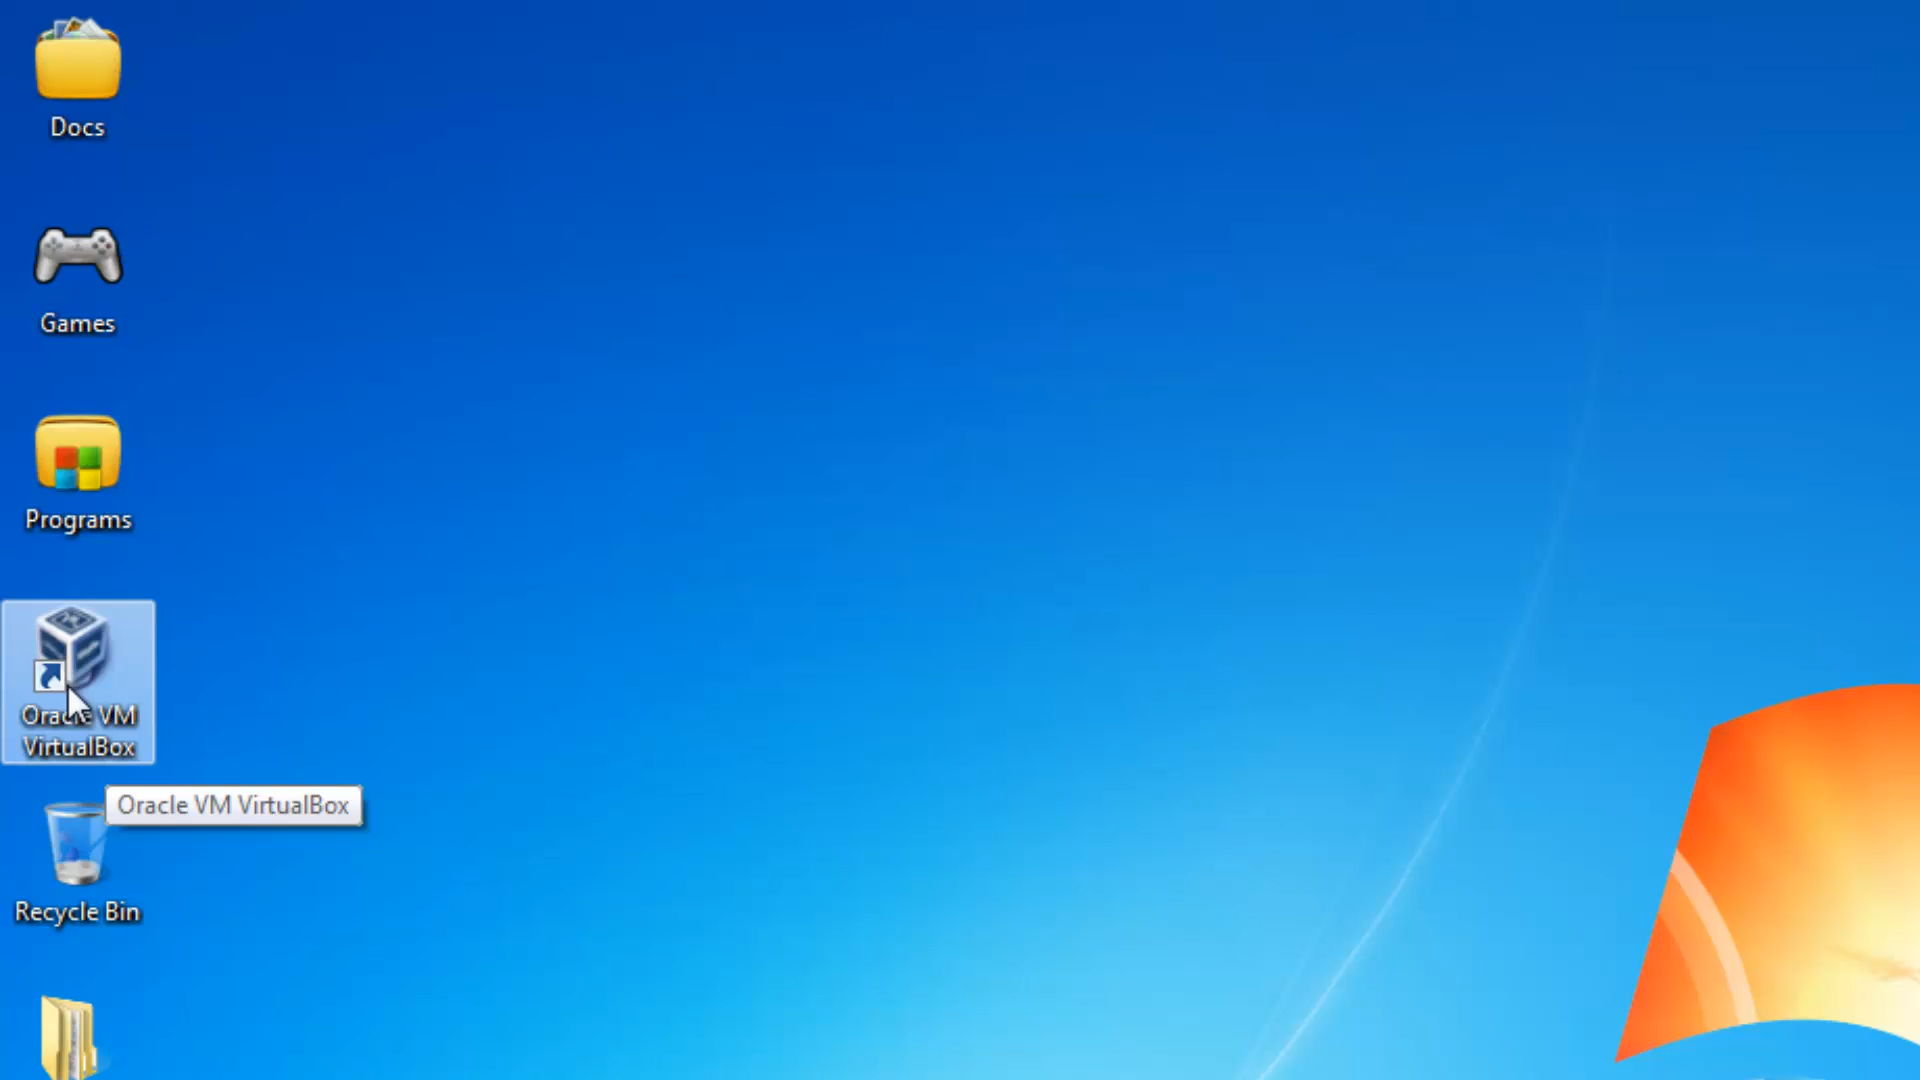 Docs
Games
Programs
Oracle VM
VirtualBox
Oracle VM VirtualBox
Recycle Bin